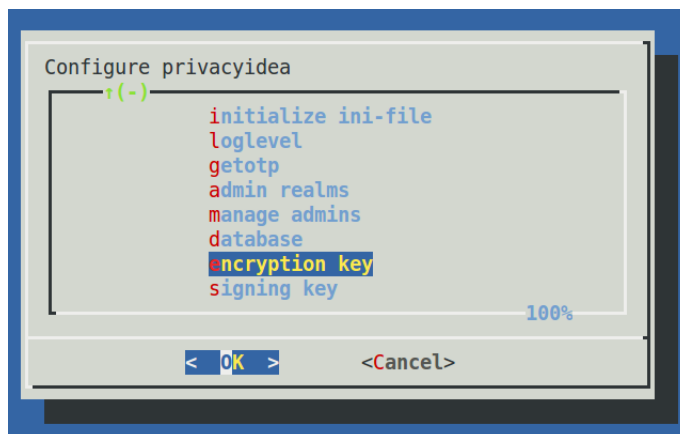 Configure privacyidea
↑(-)
initialize ini-file
loglevel
getotp
admin realms
manage admins
database
encryption key
signing key
100%
< OK > <Cancel>